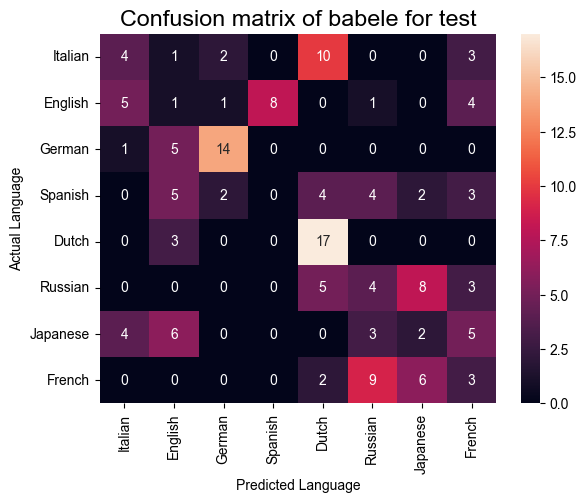 Confusion matrix of babele for test
Actual Language
Italian 4 1 2 0 10 0 0 3
English 5 1 1 8 0 1 0 4
German 1 5 14 0 0 0 0 0
Spanish 0 5 2 0 4 4 2 3
Dutch 0 3 0 0 17 0 0 0
Russian 0 0 0 0 5 4 8 3
Japanese 4 6 0 0 0 3 2 5
French 0 0 0 0 2 9 6 3
Italian English German Spanish Dutch Russian Japanese French
Predicted Language
15.0
12.5
10.0
7.5
5.0
2.5
0.0